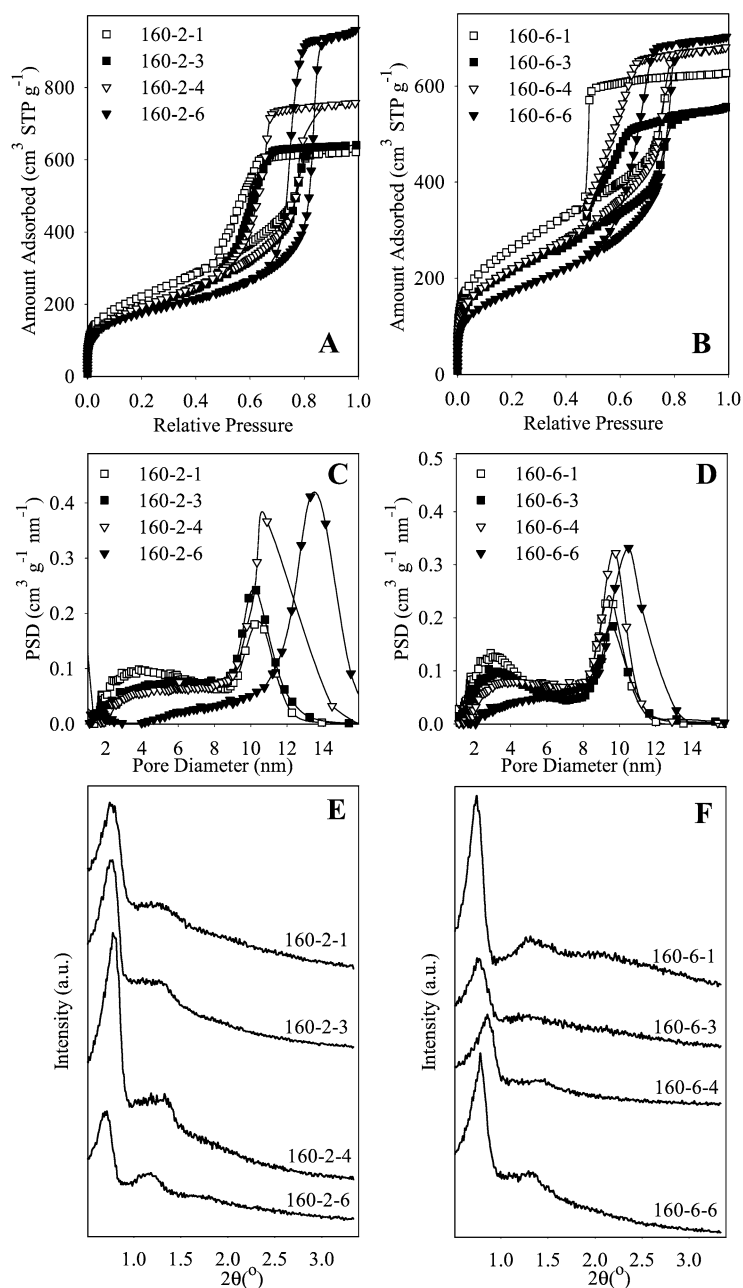 160-2-1
160-2-3
160-2-4
160-2-6
Amount Adsorbed (cm³ STP g⁻¹)
800
600
400
200
0
0.0 0.2 0.4 0.6 0.8 1.0
Relative Pressure
A
160-6-1
160-6-3
160-6-4
160-6-6
Amount Adsorbed (cm³ STP g⁻¹)
600
400
200
0
0.0 0.2 0.4 0.6 0.8 1.0
Relative Pressure
B
160-2-1
160-2-3
160-2-4
160-2-6
C
PSD (cm³ g⁻¹ nm⁻¹)
0.4
0.3
0.2
0.1
0.0
2 4 6 8 10 12 14
Pore Diameter (nm)
160-6-1
160-6-3
160-6-4
160-6-6
D
PSD (cm³ g⁻¹ nm⁻¹)
0.5
0.4
0.3
0.2
0.1
0.0
2 4 6 8 10 12 14
Pore Diameter (nm)
E
Intensity (a.u.)
160-2-1
160-2-3
160-2-4
160-2-6
1.0 1.5 2.0 2.5 3.0
2θ(°)
F
Intensity (a.u.)
160-6-1
160-6-3
160-6-4
160-6-6
1.0 1.5 2.0 2.5 3.0
2θ(°)